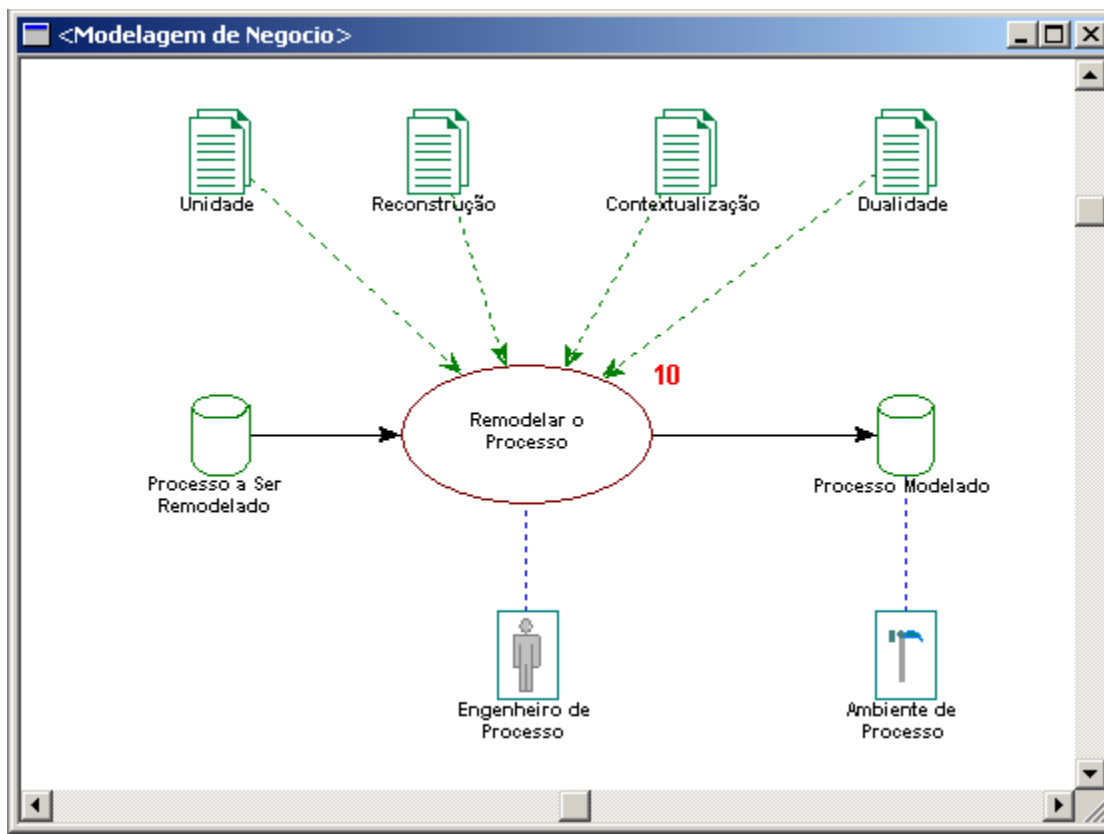 <Modelagem de Negocio>
Unidade
Reconstrução
Contextualização
Dualidade
10
Remodelar o
Processo
Processo a Ser
Remodelado
Processo Modelado
Engenheiro de
Processo
Ambiente de
Processo